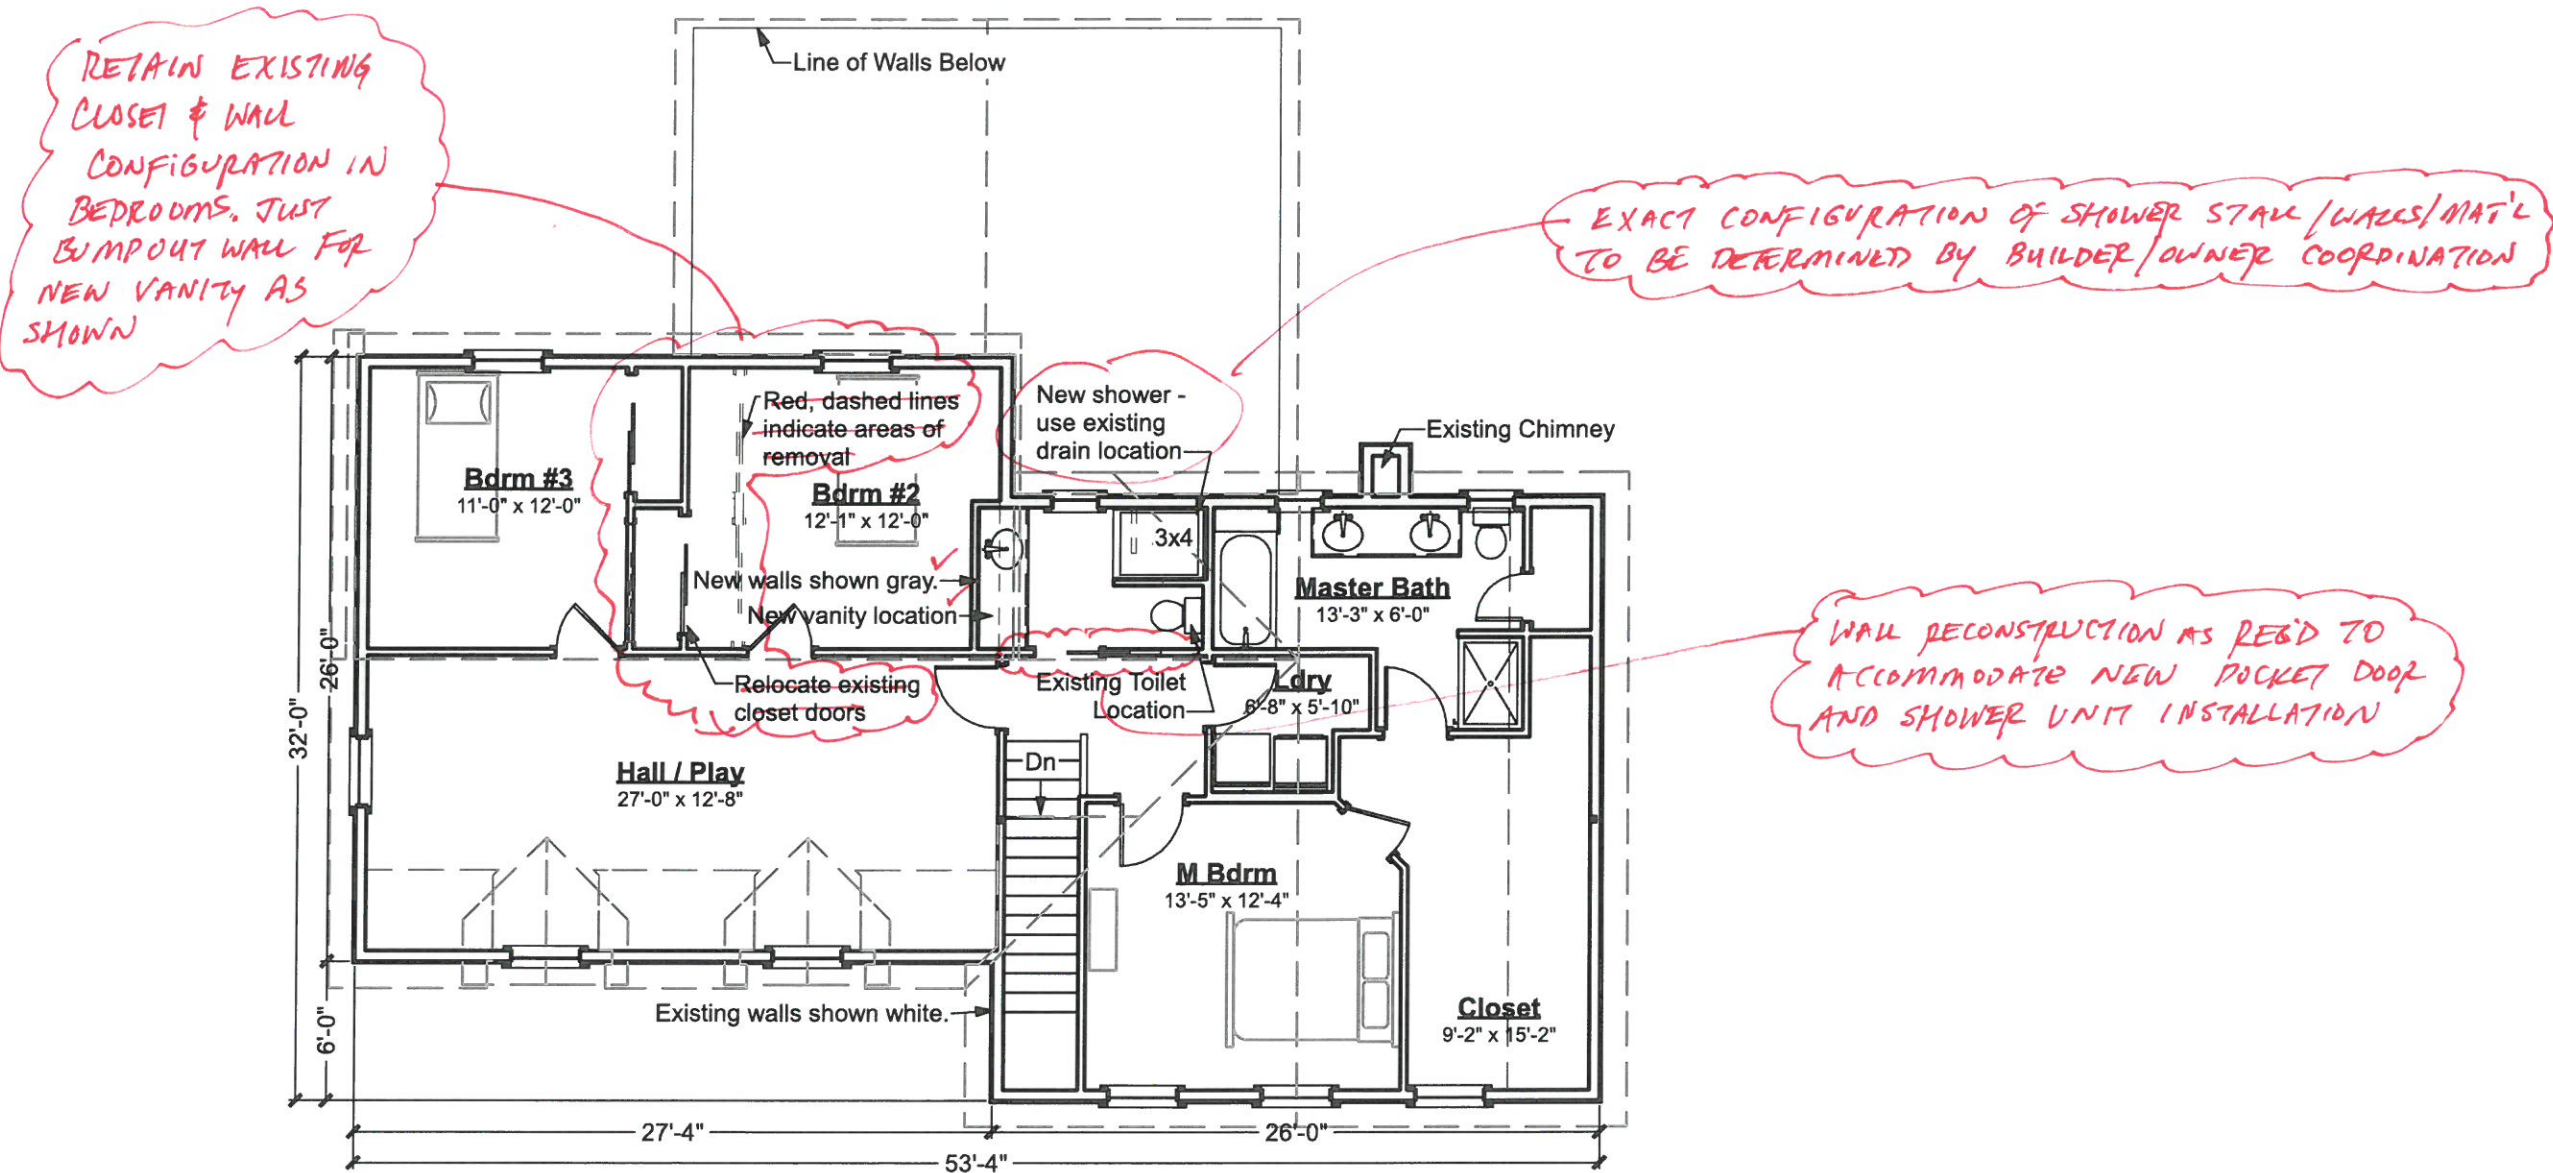 Line of Walls Below
RETAIN EXISTING
CLOSET & WALL
CONFIGURATION IN
BEDROOMS. JUST
BUMPOUT WALL FOR
NEW VANITY AS
SHOWN
EXACT CONFIGURATION OF SHOWER STALL/WALLS/MAT'L
TO BE DETERMINED BY BUILDER/OWNER COORDINATION
Red, dashed lines
indicate areas of
removal
New shower -
use existing
drain location
Existing Chimney
Bdrm #3
11'-0" x 12'-0"
Bdrm #2
12'-1" x 12'-0"
3x4
New walls shown gray.
New vanity location
Master Bath
13'-3" x 6'-0"
WALL RECONSTRUCTION AS REQ'D TO
ACCOMMODATE NEW POCKET DOOR
AND SHOWER UNIT INSTALLATION
Relocate existing
closet doors
Existing Toilet
Location
Ldry
6'-8" x 5'-10"
26'-0"
32'-0"
Hall / Play
27'-0" x 12'-8"
Dn
M Bdrm
13'-5" x 12'-4"
Existing walls shown white.
Closet
9'-2" x 15'-2"
6'-0"
27'-4"
26'-0"
53'-4"